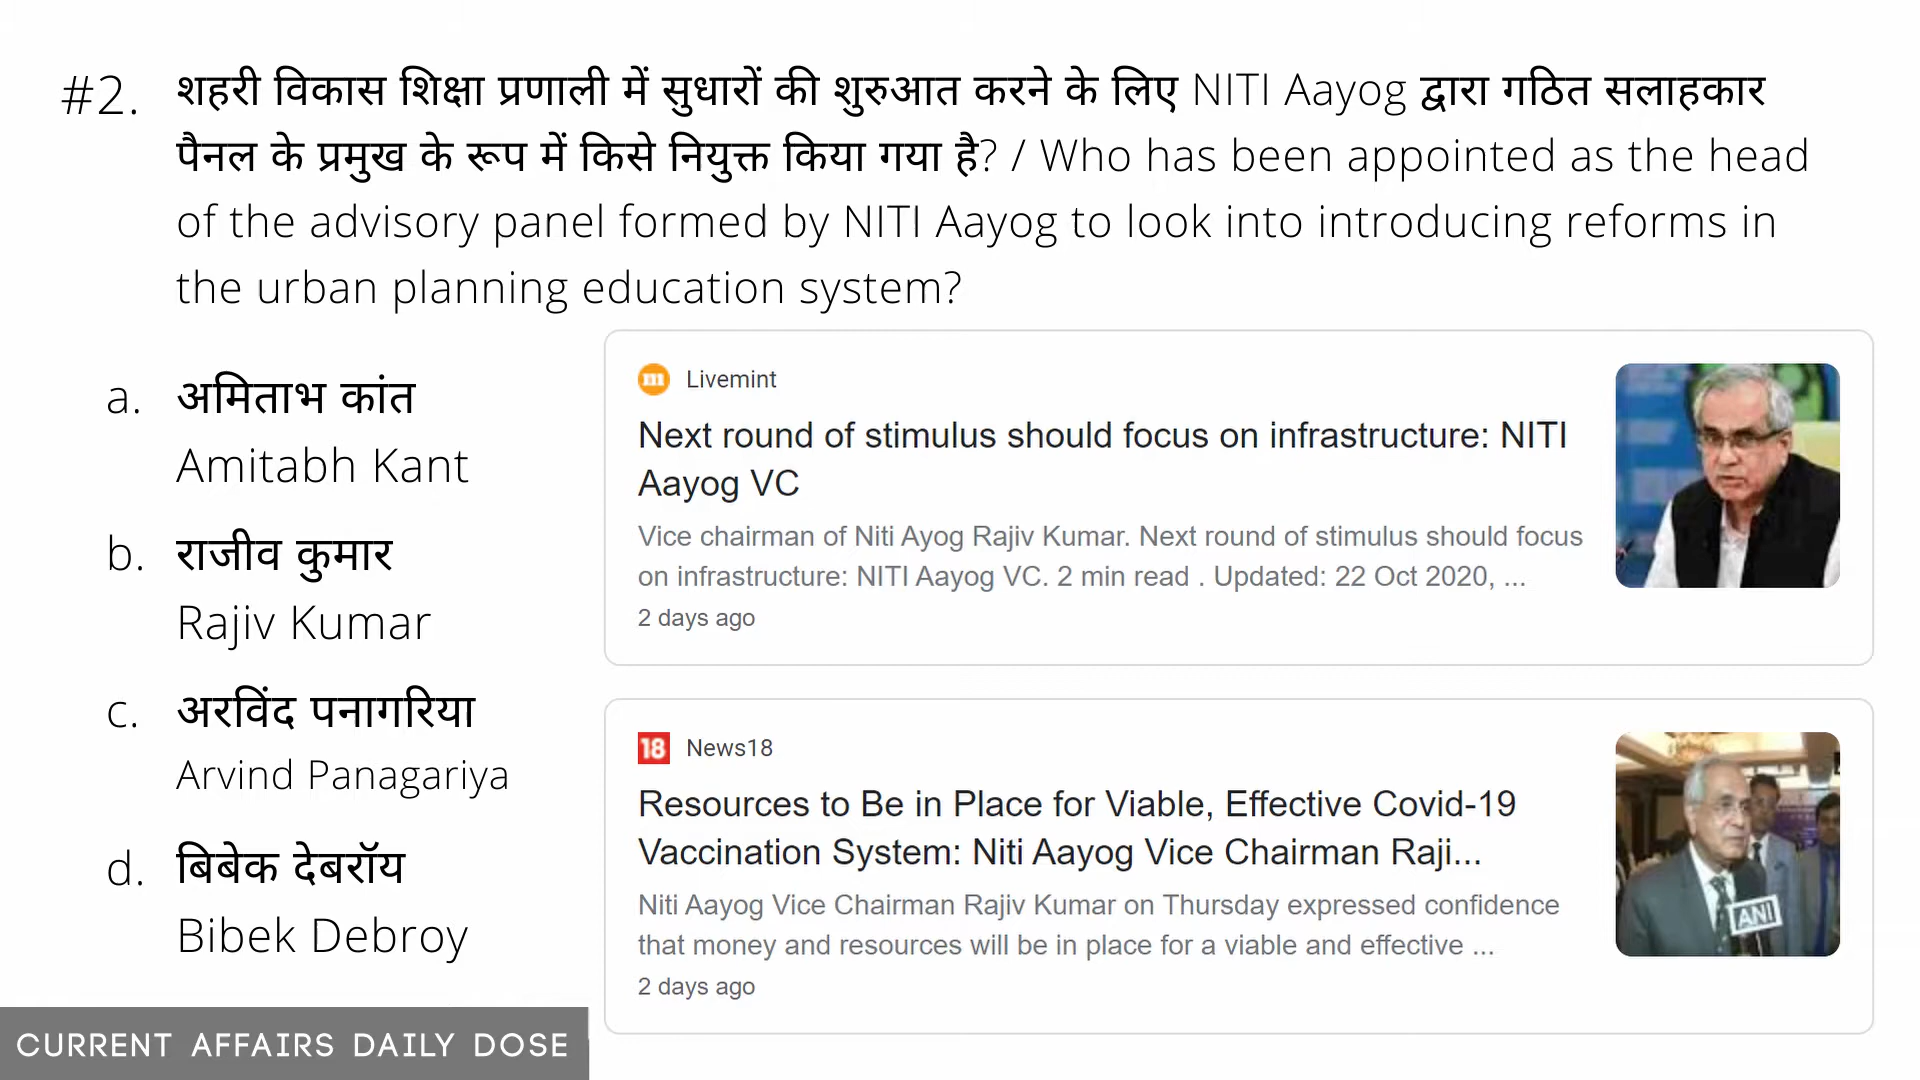 #2. शहरी विकास शिक्षा प्रणाली में सुधारों की शुरुआत करने के लिए NITI Aayog द्वारा गठित सलाहकार
पैनल के प्रमुख के रूप में किसे नियुक्त किया गया है? / Who has been appointed as the head
of the advisory panel formed by NITI Aayog to look into introducing reforms in
the urban planning education system?
a. अमिताभ कांत
Amitabh Kant
b. राजीव कुमार
Rajiv Kumar
c. अरविंद पनागरिया
Arvind Panagariya
d. बिबेक देबरॉय
Bibek Debroy
Livemint
Next round of stimulus should focus on infrastructure: NITI
Aayog VC
Vice chairman of Niti Ayog Rajiv Kumar. Next round of stimulus should focus
on infrastructure: NITI Aayog VC. 2 min read . Updated: 22 Oct 2020, ...
2 days ago
18 News18
Resources to Be in Place for Viable, Effective Covid-19
Vaccination System: Niti Aayog Vice Chairman Raji...
Niti Aayog Vice Chairman Rajiv Kumar on Thursday expressed confidence
that money and resources will be in place for a viable and effective ...
2 days ago
ANI
CURRENT AFFAIRS DAILY DOSE